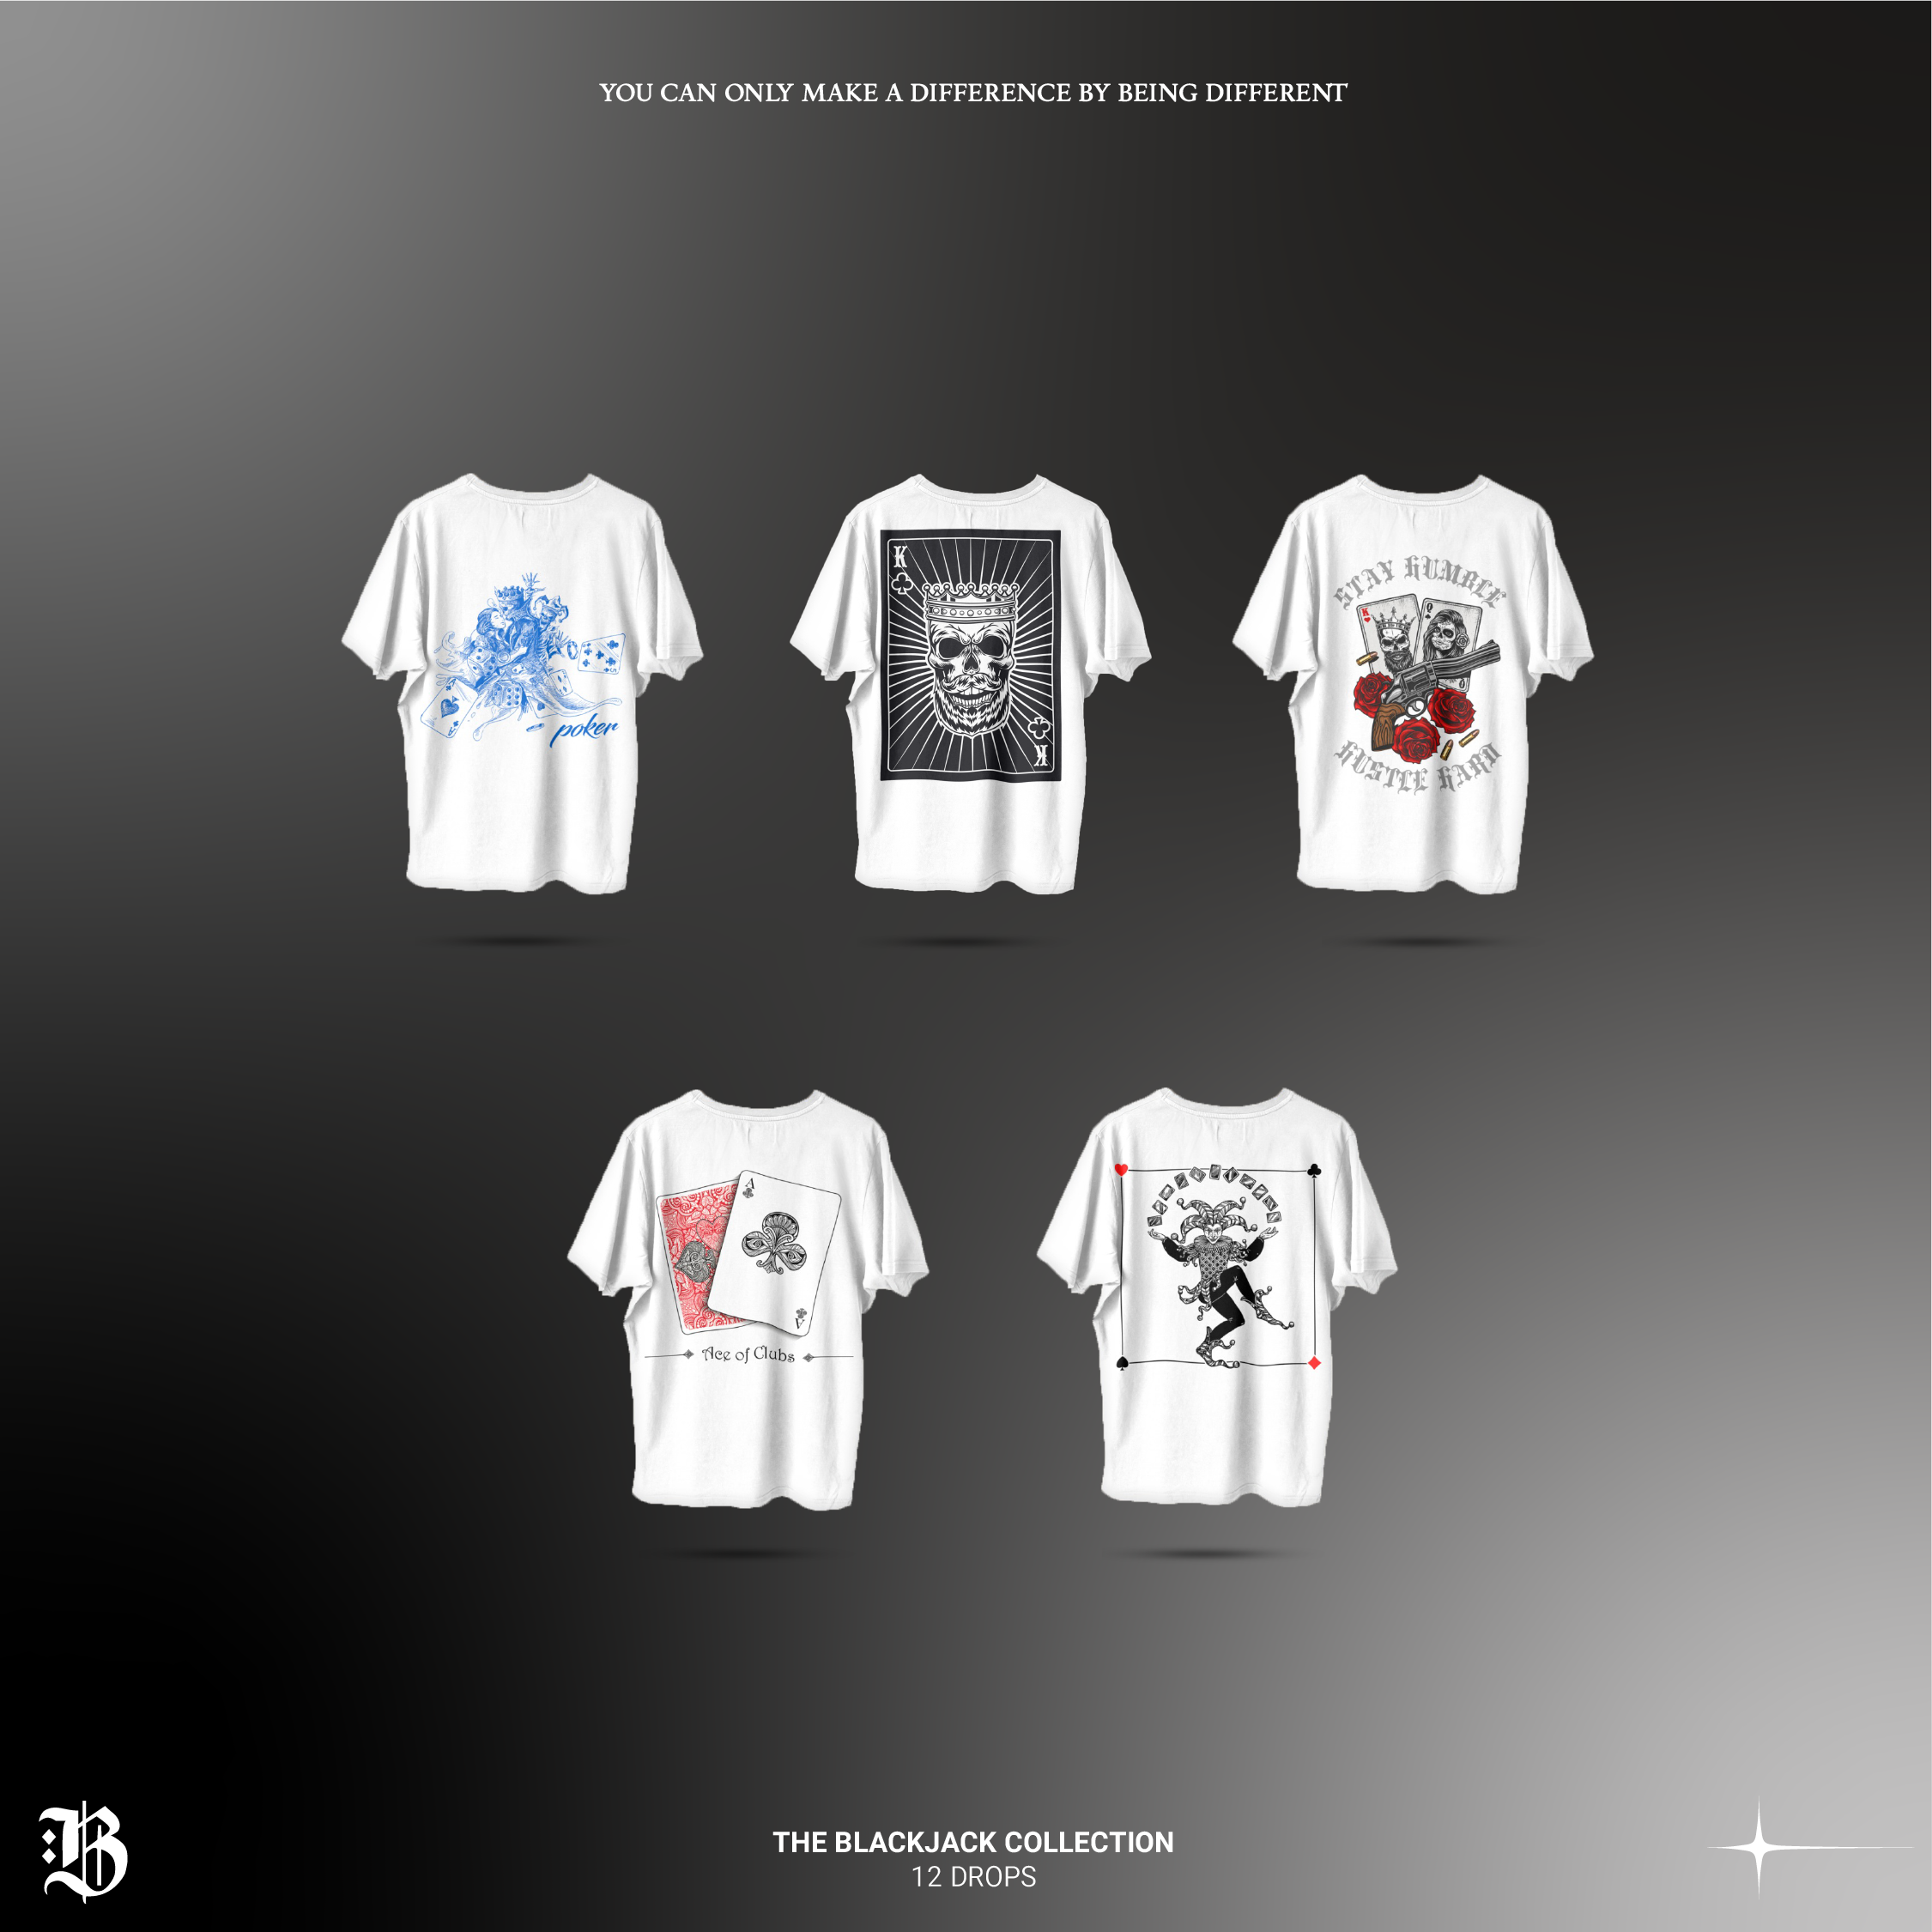 YOU CAN ONLY MAKE A DIFFERENCE BY BEING DIFFERENT
poker
K
K
STAY HUMBLE
K
Q
Q
HUSTLE HARD
A
A
Ace of Clubs
B
THE BLACKJACK COLLECTION
12 DROPS